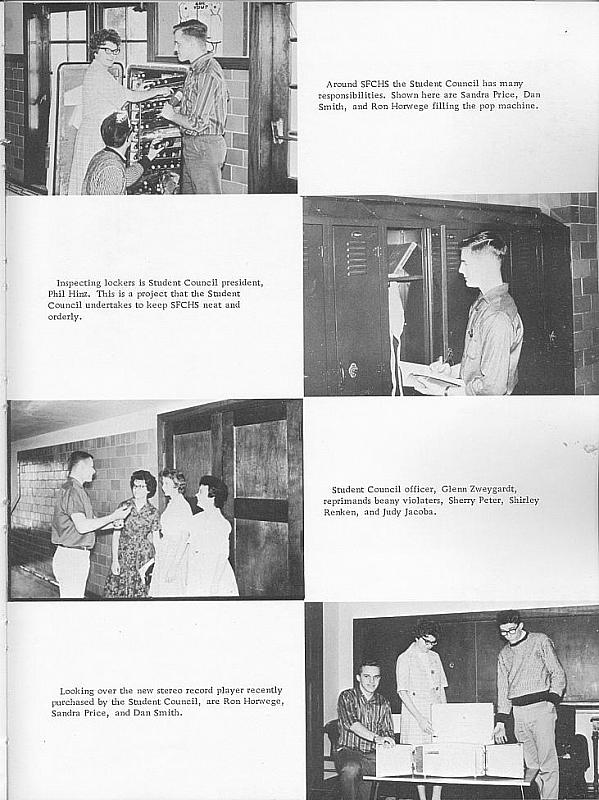 Around SFCHS the Student Council has many
responsibilities. Shown here are Sandra Price, Dan
Smith, and Ron Horwege filling the pop machine.
Inspecting lockers is Student Council president,
Phil Hinz. This is a project that the Student
Council undertakes to keep SFCHS neat and
orderly.
Student Council officer, Glenn Zweygardt,
reprimands beany violaters, Sherry Peter, Shirley
Renken, and Judy Jacoba.
Looking over the new stereo record player recently
purchased by the Student Council, are Ron Horwege,
Sandra Price, and Dan Smith.